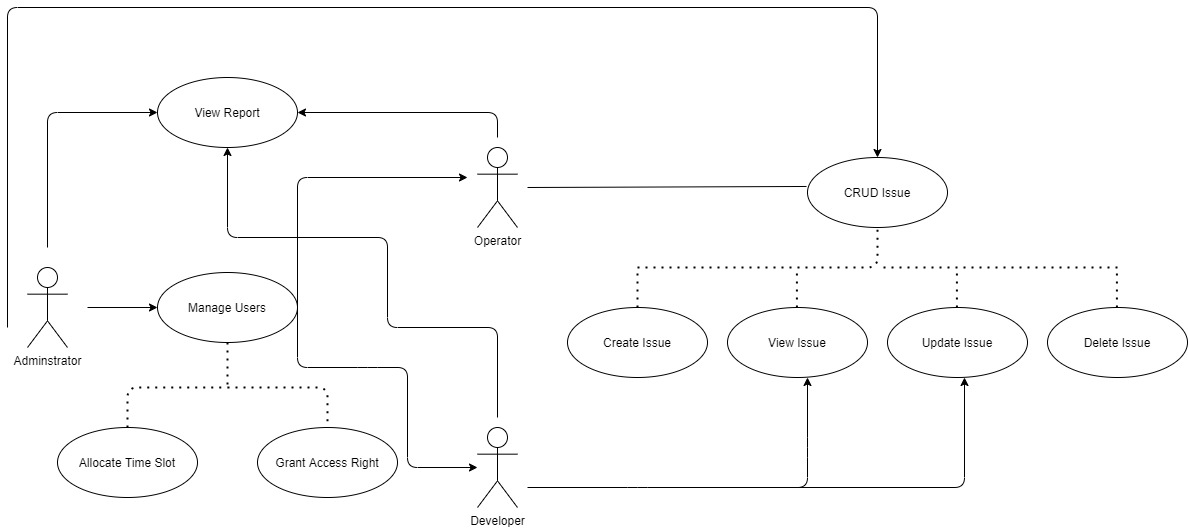 View Report
CRUD Issue
Operator
Manage Users
Create Issue
View Issue
Update Issue
Delete Issue
Adminstrator
Allocate Time Slot
Grant Access Right
Developer